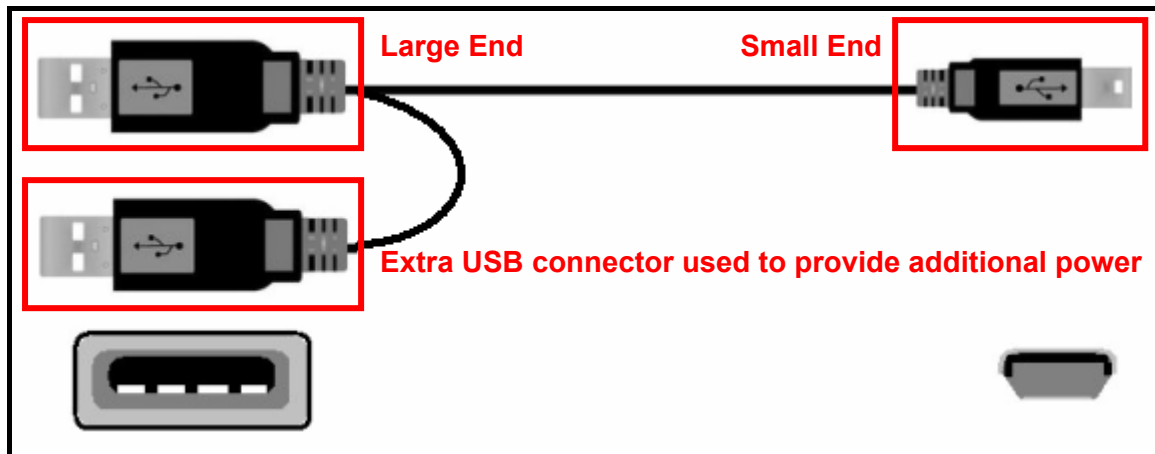 Large End
Small End
Extra USB connector used to provide additional power